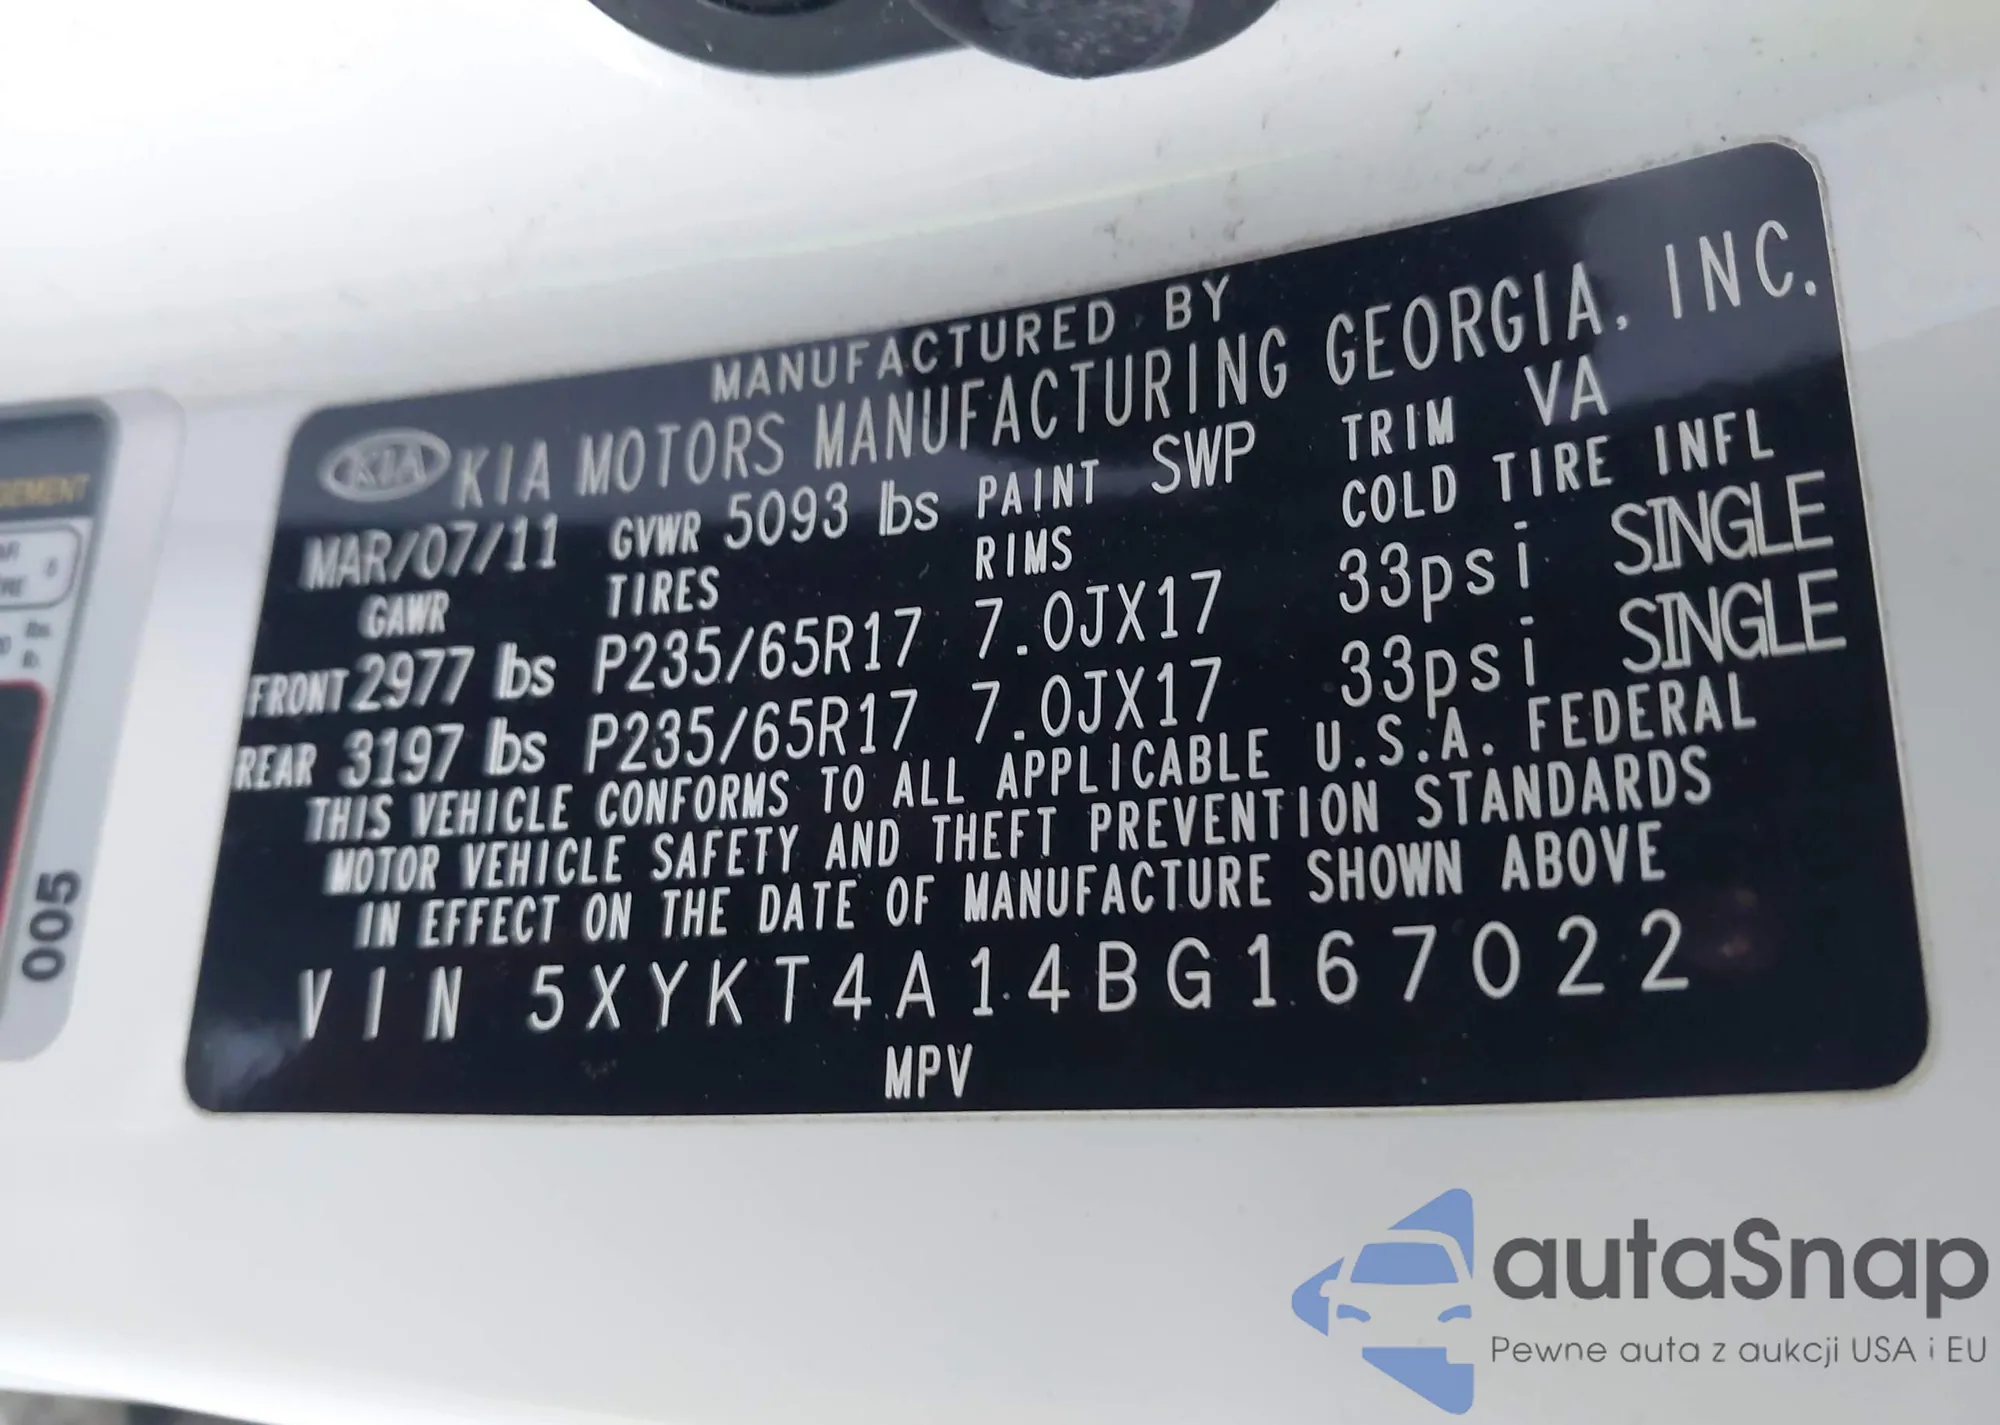 MANUFACTURED BY
KIA KIA MOTORS MANUFACTURING GEORGIA, INC.
MAR/07/11 GVWR 5093 lbs PAINT SWP TRIM VA
GAWR TIRES RIMS COLD TIRE INFL
FRONT 2977 lbs P235/65R17 7.0JX17 33psi SINGLE
REAR 3197 lbs P235/65R17 7.0JX17 33psi SINGLE
THIS VEHICLE CONFORMS TO ALL APPLICABLE U.S.A. FEDERAL
MOTOR VEHICLE SAFETY AND THEFT PREVENTION STANDARDS
IN EFFECT ON THE DATE OF MANUFACTURE SHOWN ABOVE
VIN 5XYKT4A14BG167022
MPV
005
autaSnap
Pewne auta z aukcji USA i EU